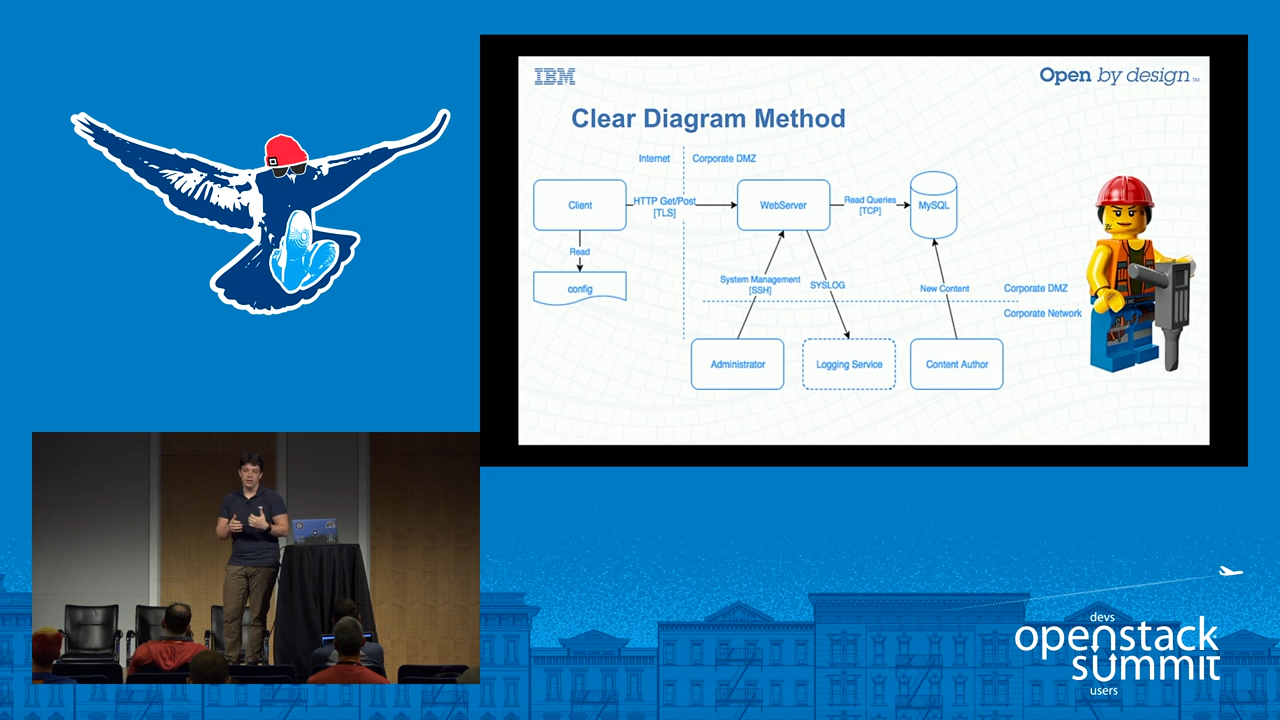 IBM
Open by design™
Clear Diagram Method
Internet
Corporate DMZ
Client
HTTP Get/Post
[TLS]
WebServer
Read Queries
[TCP]
MySQL
Read
config
System Management
[SSH]
SYSLOG
New Content
Corporate DMZ
Corporate Network
Administrator
Logging Service
Content Author
devs
openstack
summit
users